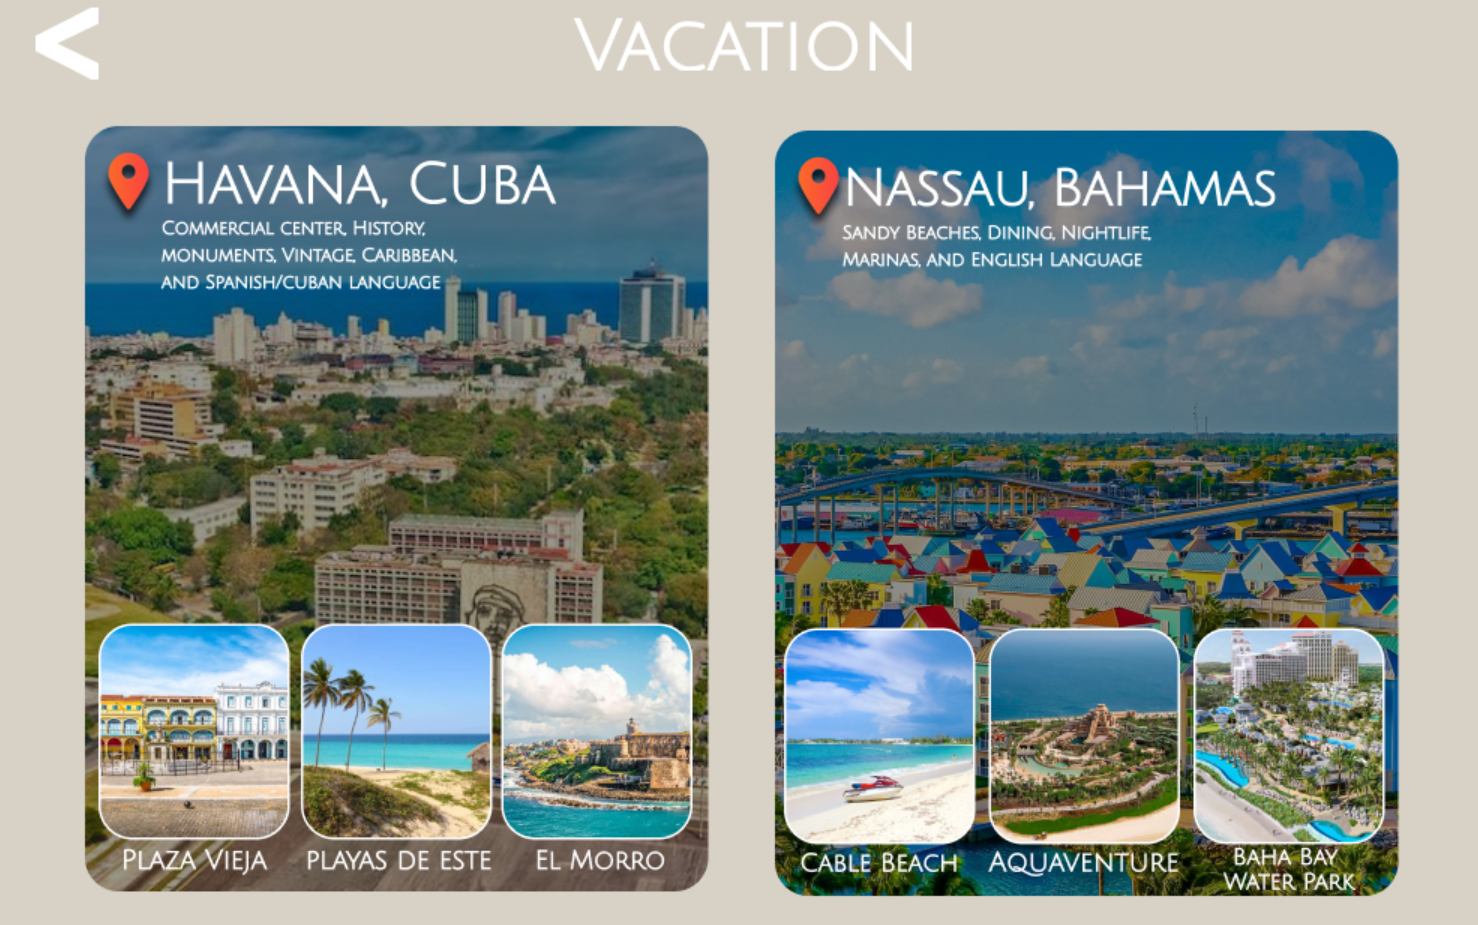 <
VACATION
HAVANA, CUBA
COMMERCIAL CENTER, HISTORY,
MONUMENTS, VINTAGE, CARIBBEAN,
AND SPANISH/CUBAN LANGUAGE
PLAZA VIEJA
PLAYAS DE ESTE
EL MORRO
NASSAU, BAHAMAS
SANDY BEACHES, DINING, NIGHTLIFE,
MARINAS, AND ENGLISH LANGUAGE
CABLE BEACH
AQUAVENTURE
BAHA BAY
WATER PARK